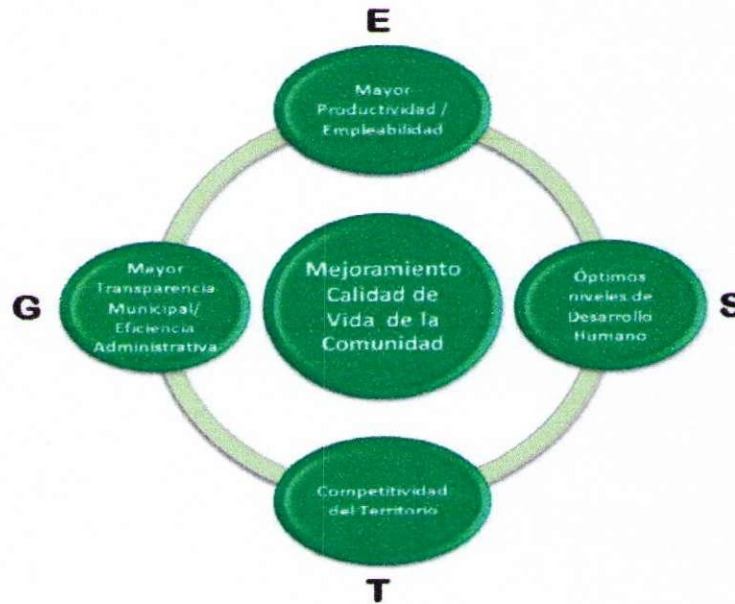 E
Mayor
Productividad /
Empleabilidad
G
Mayor
Transparencia
Municipal/
Eficiencia
Administrativa
Mejoramiento
Calidad de
Vida de la
Comunidad
Óptimos
niveles de
Desarrollo
Humano
S
Competitividad
del Territorio
T